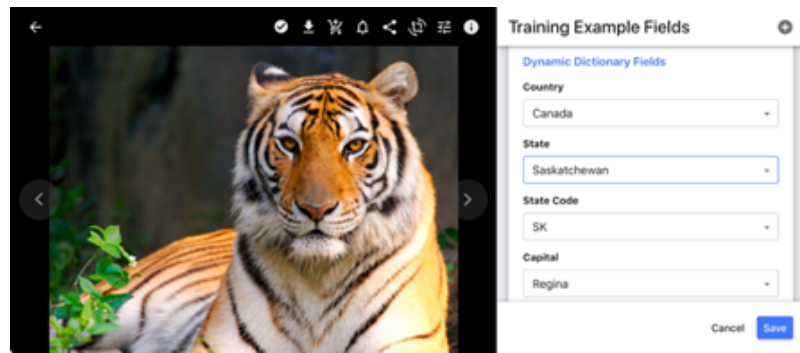 Training Example Fields
Dynamic Dictionary Fields
Country
Canada
State
Saskatchewan
State Code
SK
Capital
Regina
Cancel Save